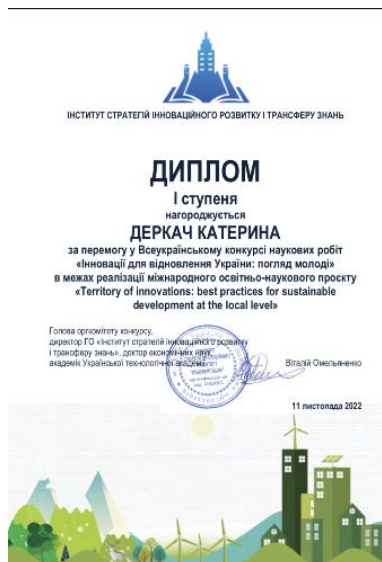 ІНСТИТУТ СТРАТЕГІЙ ІННОВАЦІЙНОГО РОЗВИТКУ І ТРАНСФЕРУ ЗНАНЬ
ДИПЛОМ
І ступеня
нагороджується
ДЕРКАЧ КАТЕРИНА
за перемогу у Всеукраїнському конкурсі наукових робіт
«Інновації для відновлення України: погляд молоді»
в межах реалізації міжнародного освітньо-наукового проєкту
«Territory of innovations: best practices for sustainable
development at the local level»
Голова оргкомітету конкурсу,
директор ГО «Інститут стратегій інноваційного розвитку
і трансферу знань», доктор економічних наук,
академік Української технологічної академії
Віталій Омельяненко
11 листопада 2022